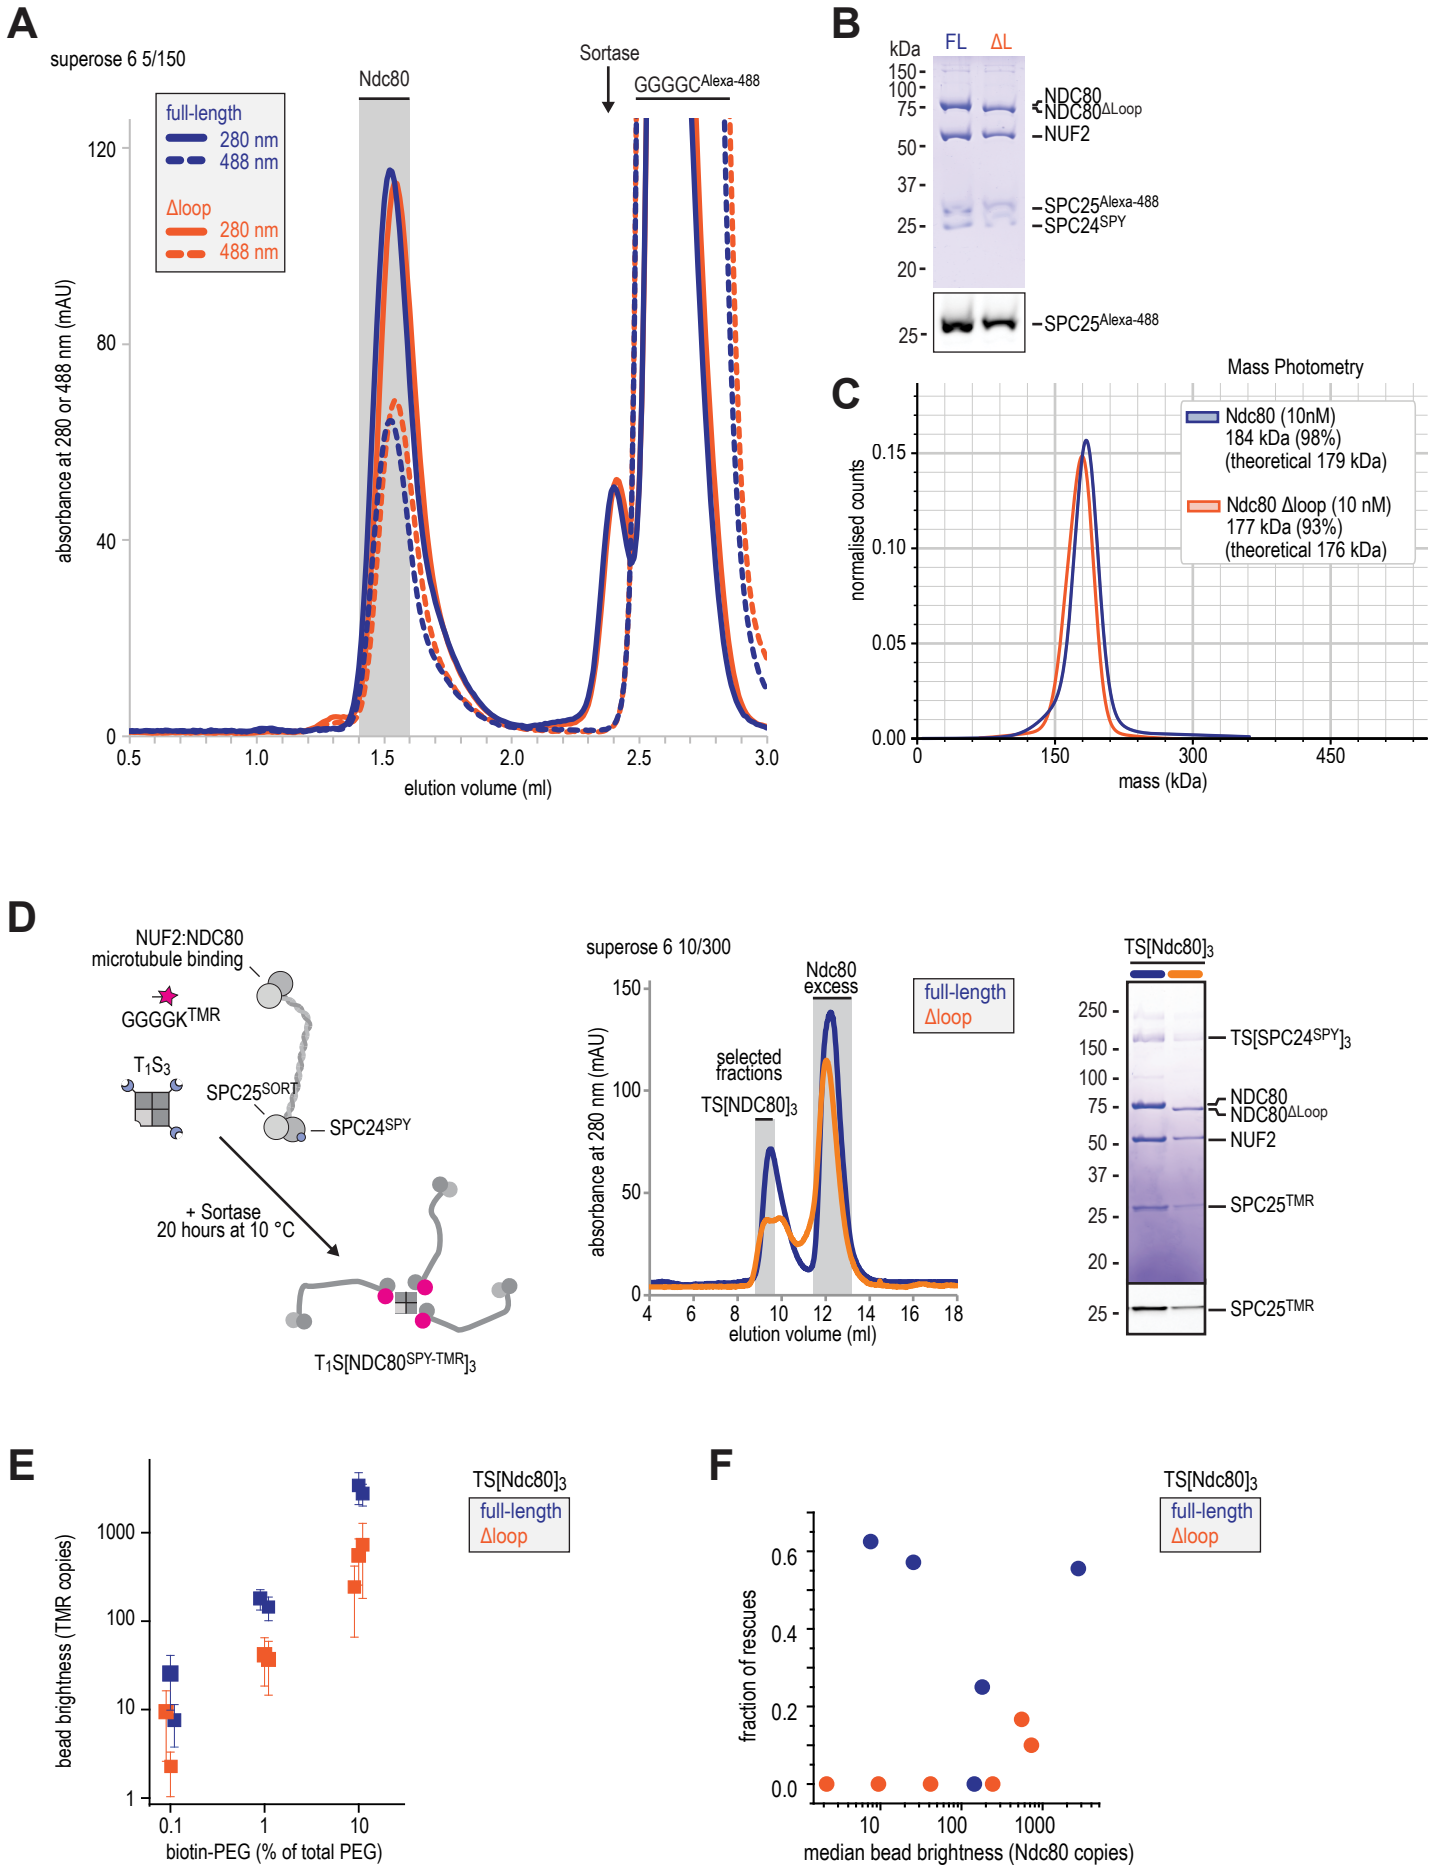 A
superose 6 5/150
full-length
280 nm
488 nm
Δloop
280 nm
488 nm
Ndc80
Sortase
GGGGC^Alexa-488
absorbance at 280 or 488 nm (mAU)
120
80
40
0
0.5
1.0
1.5
2.0
2.5
3.0
elution volume (ml)
B
kDa
FL
ΔL
150
100
75
50
37
25
20
25
NDC80
NDC80^ΔLoop
NUF2
SPC25^Alexa-488
SPC24^SPY
SPC25^Alexa-488
C
Mass Photometry
Ndc80 (10nM)
184 kDa (98%)
(theoretical 179 kDa)
Ndc80 Δloop (10 nM)
177 kDa (93%)
(theoretical 176 kDa)
normalised counts
0.15
0.10
0.05
0.00
0
150
300
450
mass (kDa)
D
NUF2:NDC80
microtubule binding
GGGGK^TMR
T₁S₃
SPC25^SORT
SPC24^SPY
+ Sortase
20 hours at 10 °C
T₁S[NDC80^SPY-TMR]₃
superose 6 10/300
Ndc80
excess
selected
fractions
TS[NDC80]₃
full-length
Δloop
absorbance at 280 nm (mAU)
150
100
50
0
4
6
8
10
12
14
16
18
elution volume (ml)
TS[Ndc80]₃
250
150
100
75
50
37
25
20
25
TS[SPC24^SPY]₃
NDC80
NDC80^ΔLoop
NUF2
SPC25^TMR
SPC25^TMR
E
TS[Ndc80]₃
full-length
Δloop
bead brightness (TMR copies)
1000
100
10
1
0.1
1
10
biotin-PEG (% of total PEG)
F
TS[Ndc80]₃
full-length
Δloop
fraction of rescues
0.6
0.4
0.2
0.0
10
100
1000
median bead brightness (Ndc80 copies)